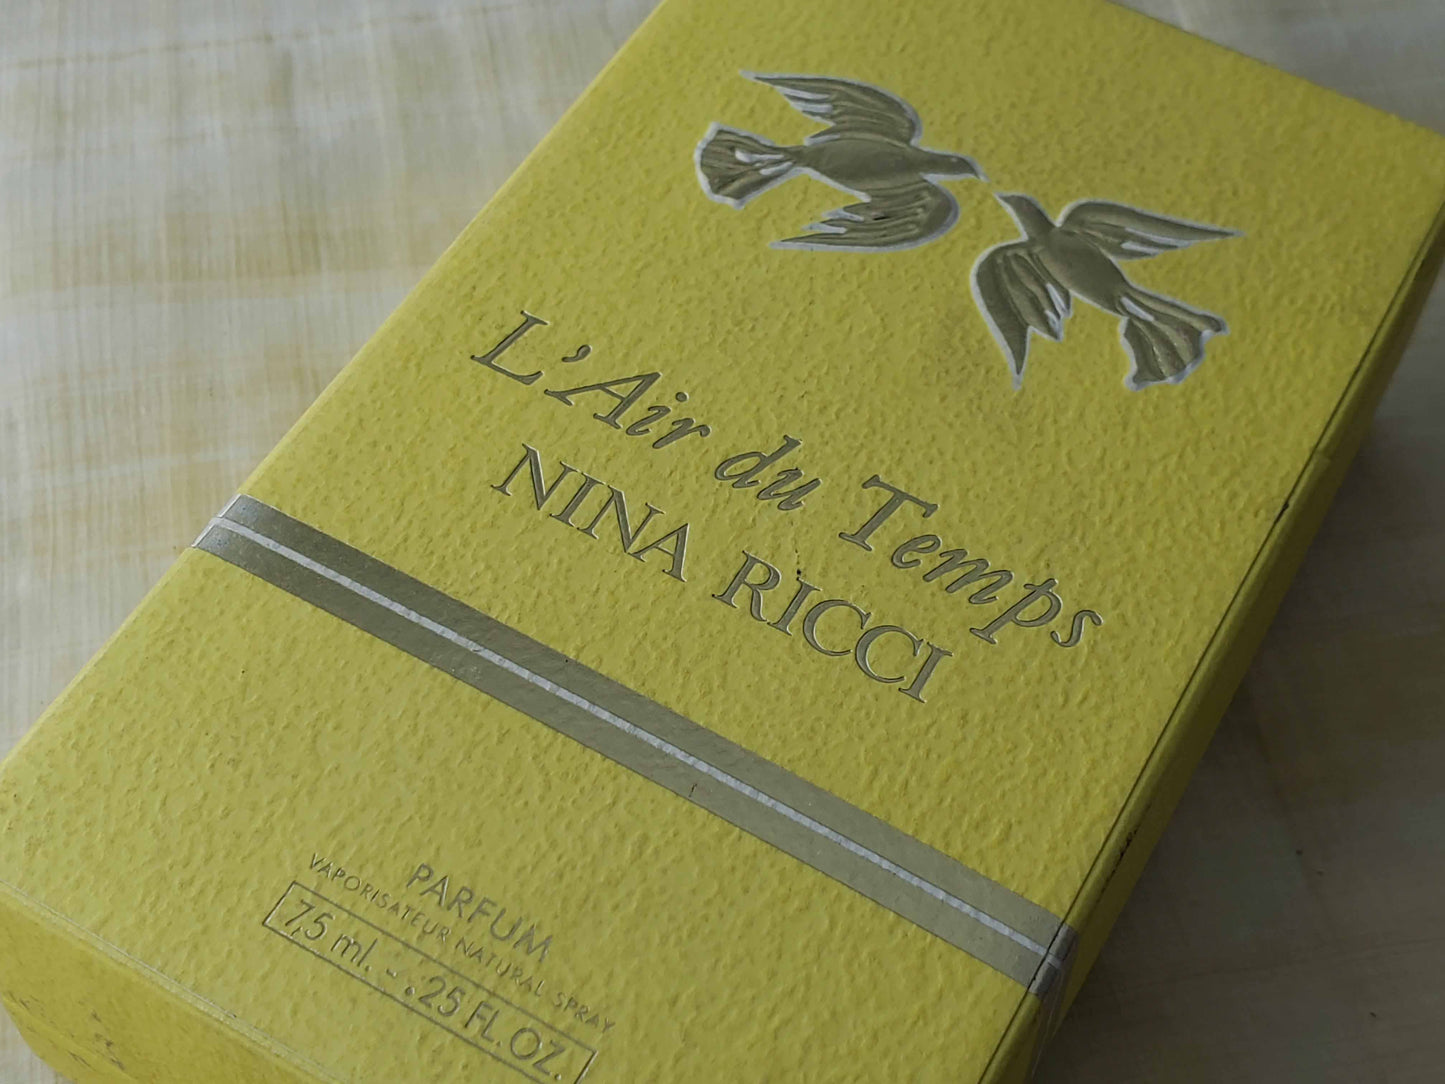 L'Air du Temps
NINA RICCI
PARFUM
VAPORISATEUR NATURAL SPRAY
7,5 ml. - .25 FL.OZ.